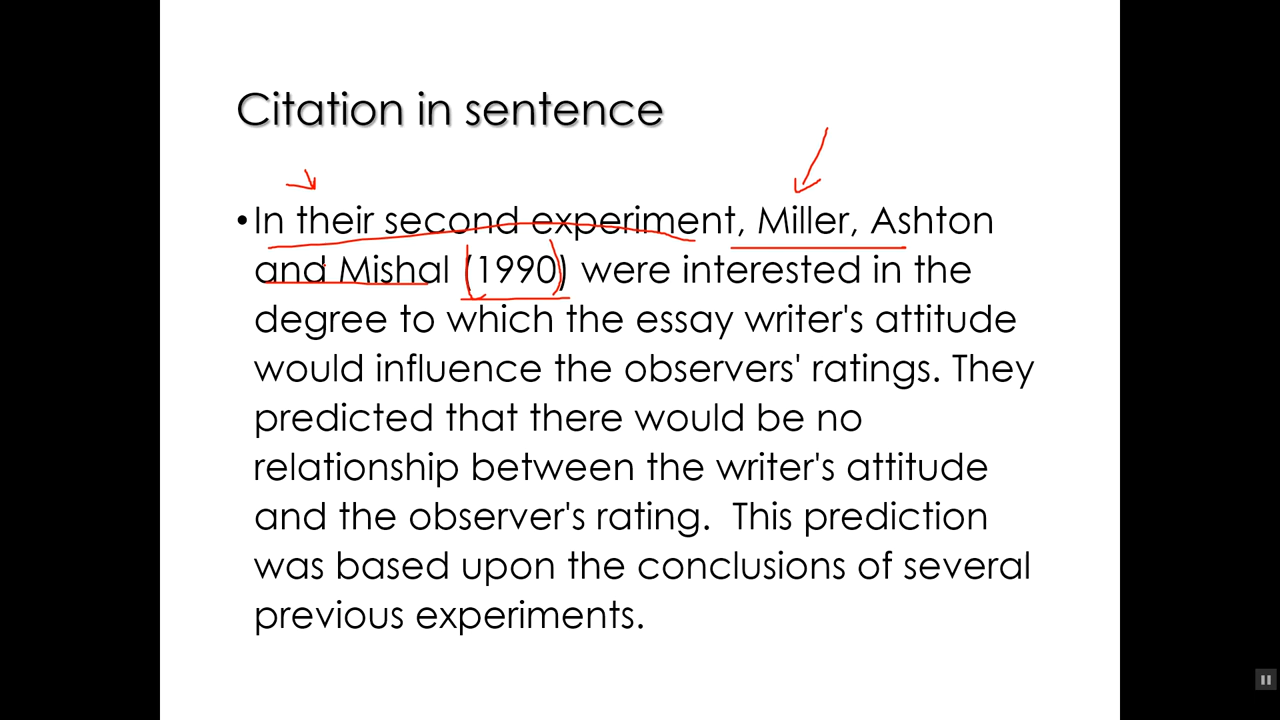 Citation in sentence
•In their second experiment, Miller, Ashton
and Mishal (1990) were interested in the
degree to which the essay writer's attitude
would influence the observers' ratings. They
predicted that there would be no
relationship between the writer's attitude
and the observer's rating.  This prediction
was based upon the conclusions of several
previous experiments.